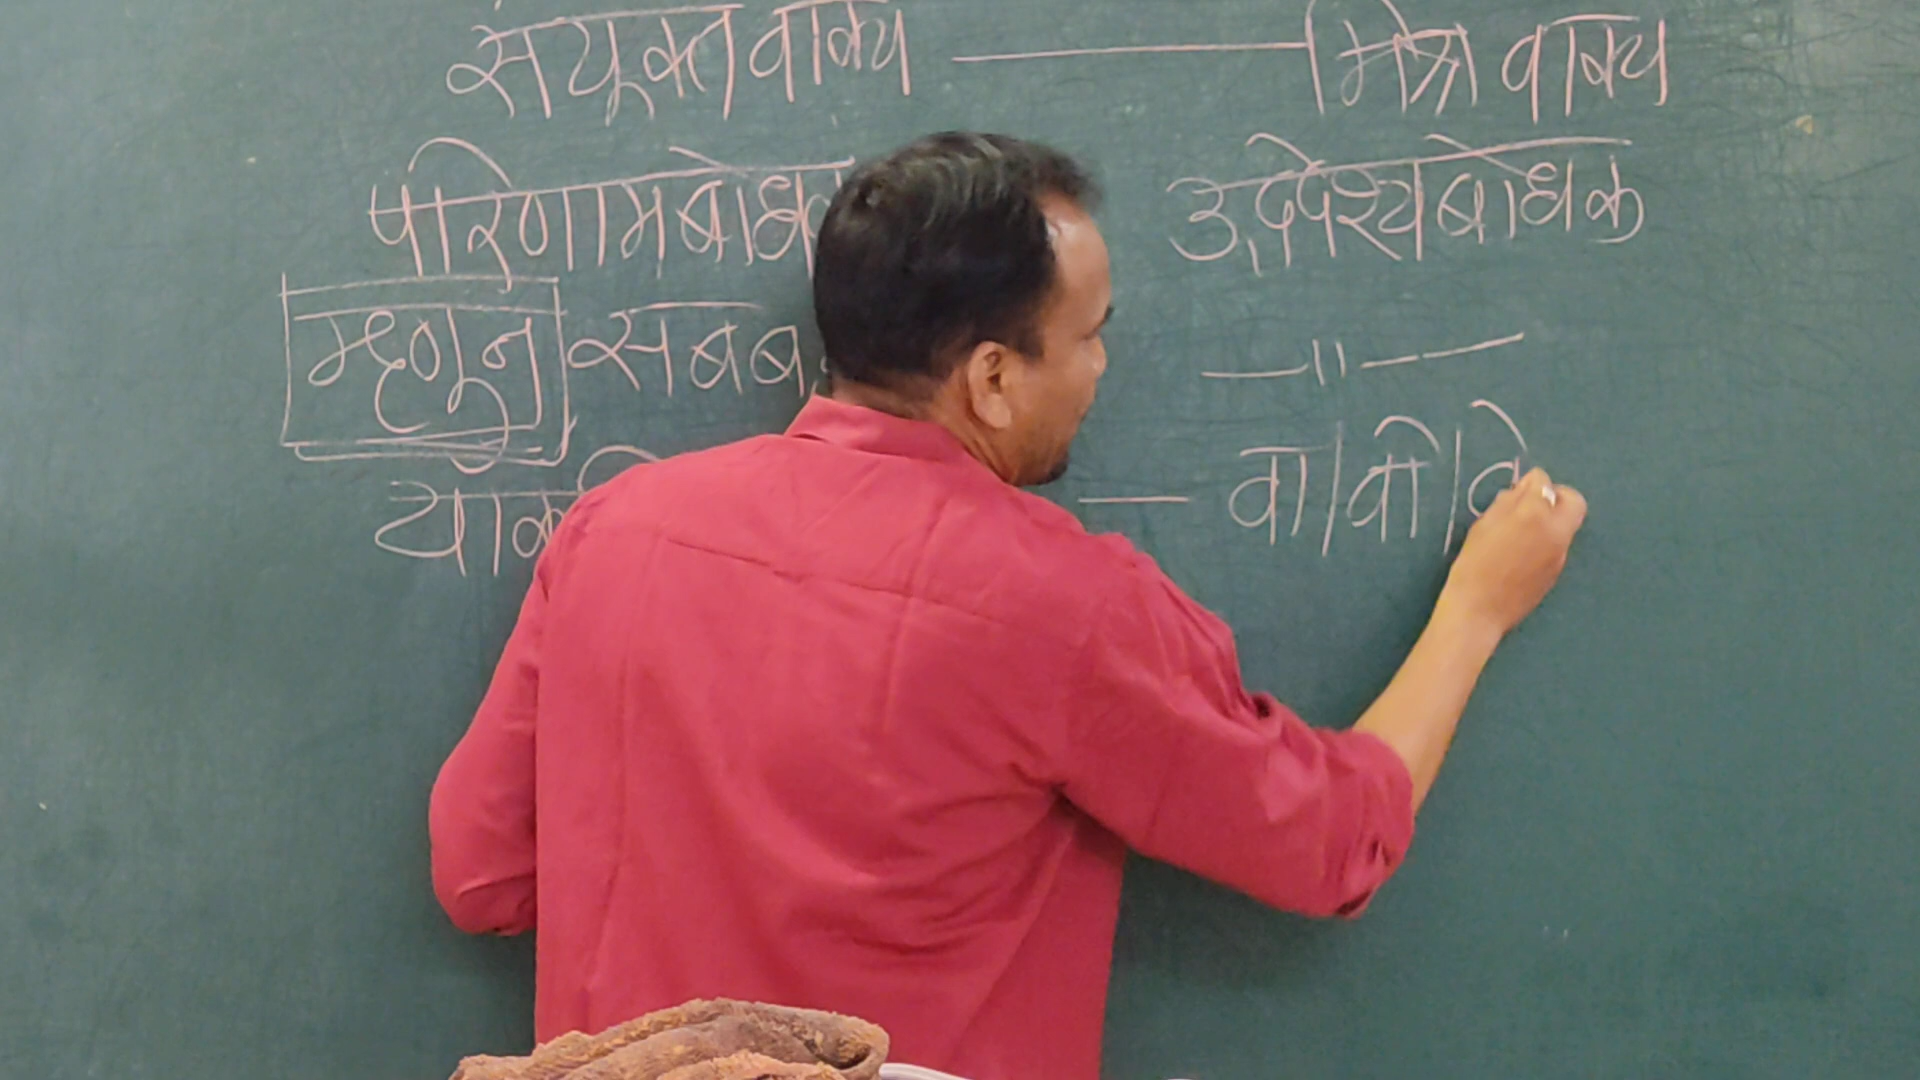 संयुक्त वाक्य — मिश्र वाक्य
परिणामबोधक उद्देश्यबोधक
म्हणून सबब — " —
याक — वा/वी/वे